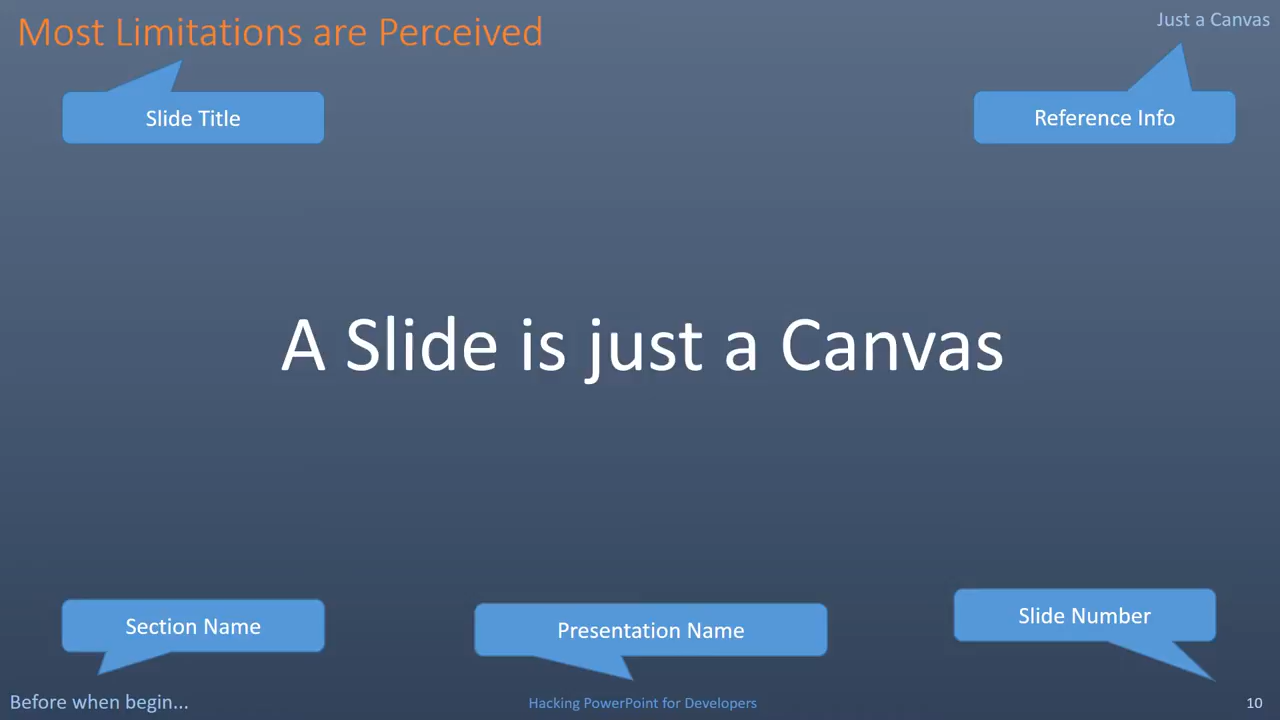 Most Limitations are Perceived
Just a Canvas
Slide Title
Reference Info
A Slide is just a Canvas
Section Name
Presentation Name
Slide Number
Before when begin...
Hacking PowerPoint for Developers
10